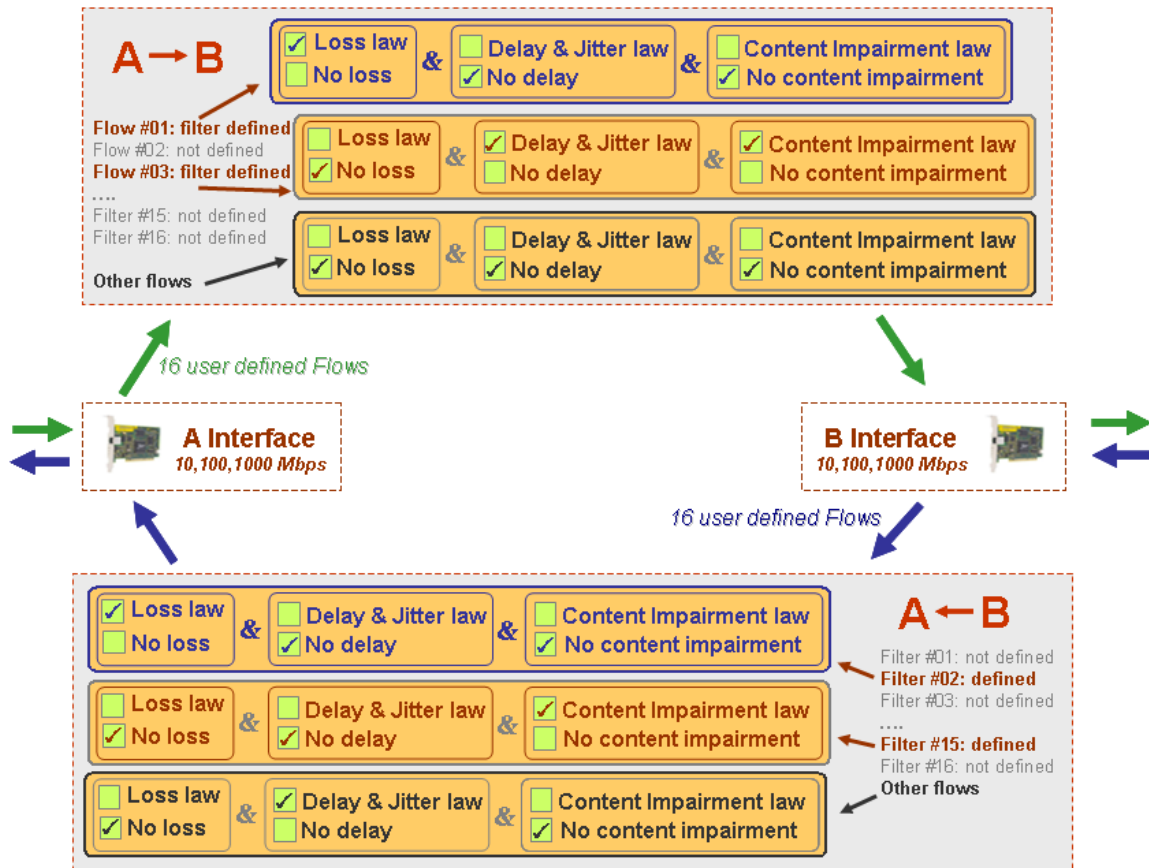 A → B
Loss law & Delay & Jitter law & Content Impairment law
No loss No delay No content impairment
Flow #01: filter defined
Flow #02: not defined
Flow #03: filter defined
....
Filter #15: not defined
Filter #16: not defined
Other flows
Loss law & Delay & Jitter law & Content Impairment law
No loss No delay No content impairment
Loss law & Delay & Jitter law & Content Impairment law
No loss No delay No content impairment
16 user defined Flows
A Interface
10,100,1000 Mbps
B Interface
10,100,1000 Mbps
16 user defined Flows
Loss law & Delay & Jitter law & Content Impairment law
No loss No delay No content impairment
Loss law & Delay & Jitter law & Content Impairment law
No loss No delay No content impairment
Loss law & Delay & Jitter law & Content Impairment law
No loss No delay No content impairment
A ← B
Filter #01: not defined
Filter #02: defined
Filter #03: not defined
....
Filter #15: defined
Filter #16: not defined
Other flows